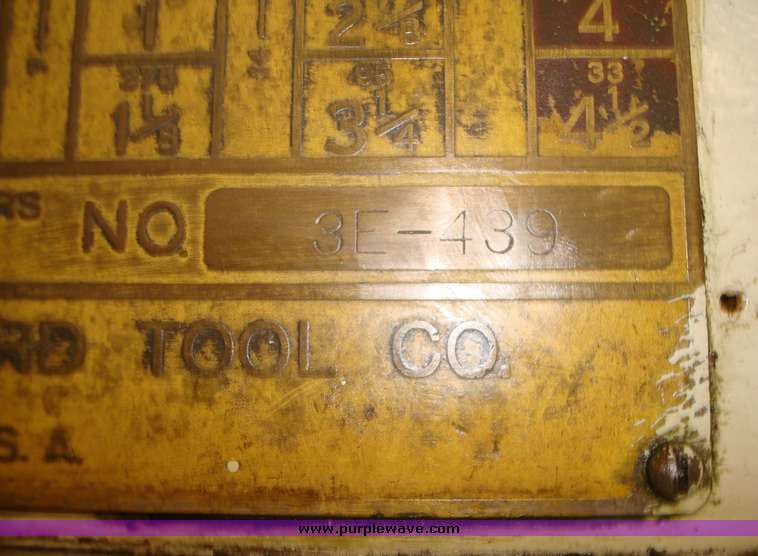 1 2 1/8 4
33
1 1/8 3 1/4 4 1/2
RS NO. 3E-439
RD TOOL CO.
S. A.
www.purplewave.com